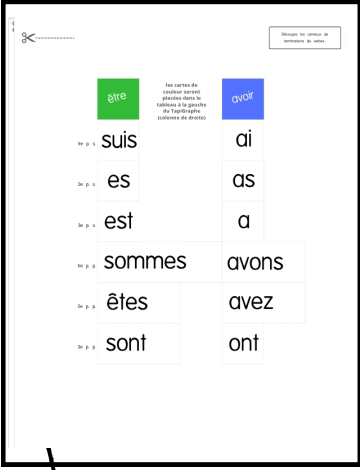 Découpez les carreaux de
terminaisons de verbes.
être
les cartes de
couleur seront
placées dans le
tableau à la gauche
du TapiGraphe
(colonne de droite)
avoir
1re p. s. suis ai
2e p. s. es as
3e p. s. est a
1re p. p. sommes avons
2e p. p. êtes avez
3e p. p. sont ont